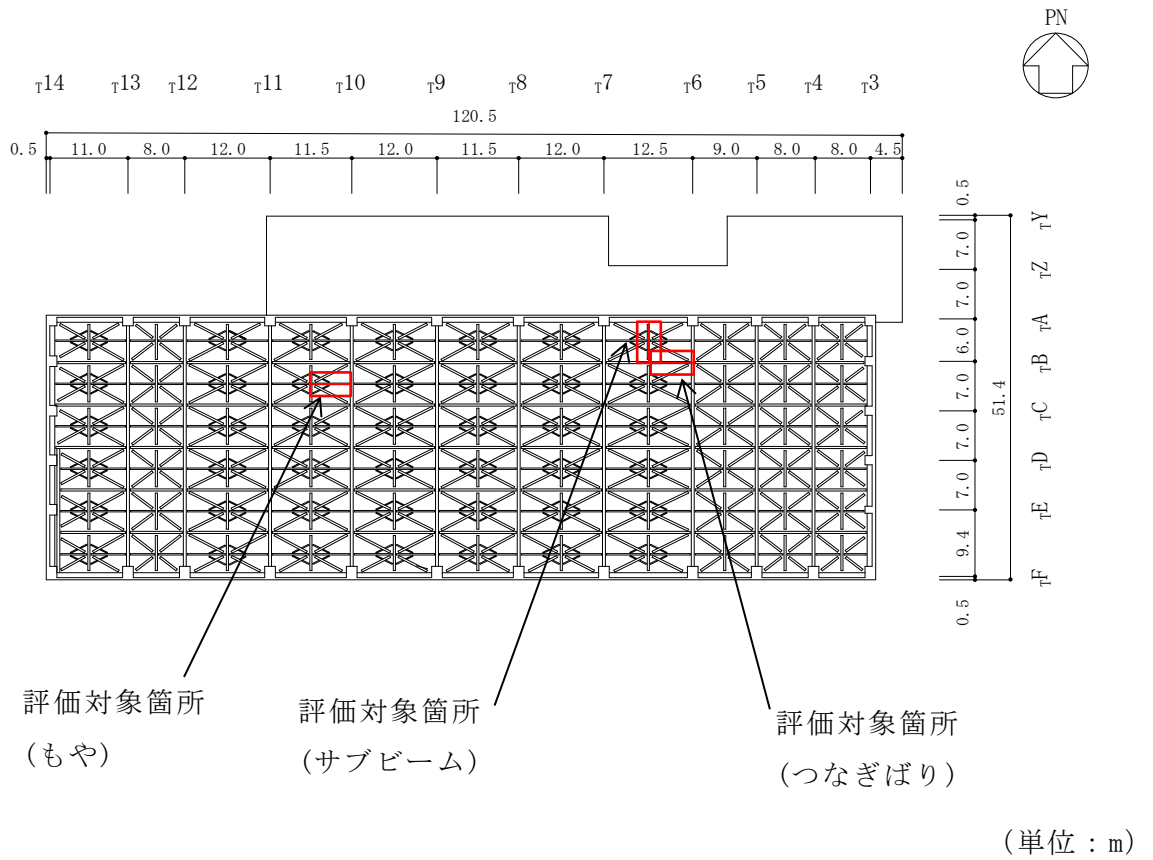 PN
T14 T13 T12 T11 T10 T9 T8 T7 T6 T5 T4 T3
120.5
0.5 11.0 8.0 12.0 11.5 12.0 11.5 12.0 12.5 9.0 8.0 8.0 4.5
0.5 7.0 7.0 6.0 7.0 7.0 7.0 9.4 0.5
51.4
TY TZ TA TB TC TD TE TF
評価対象箇所
(もや)
評価対象箇所
(サブビーム)
評価対象箇所
(つなぎばり)
(単位:m)